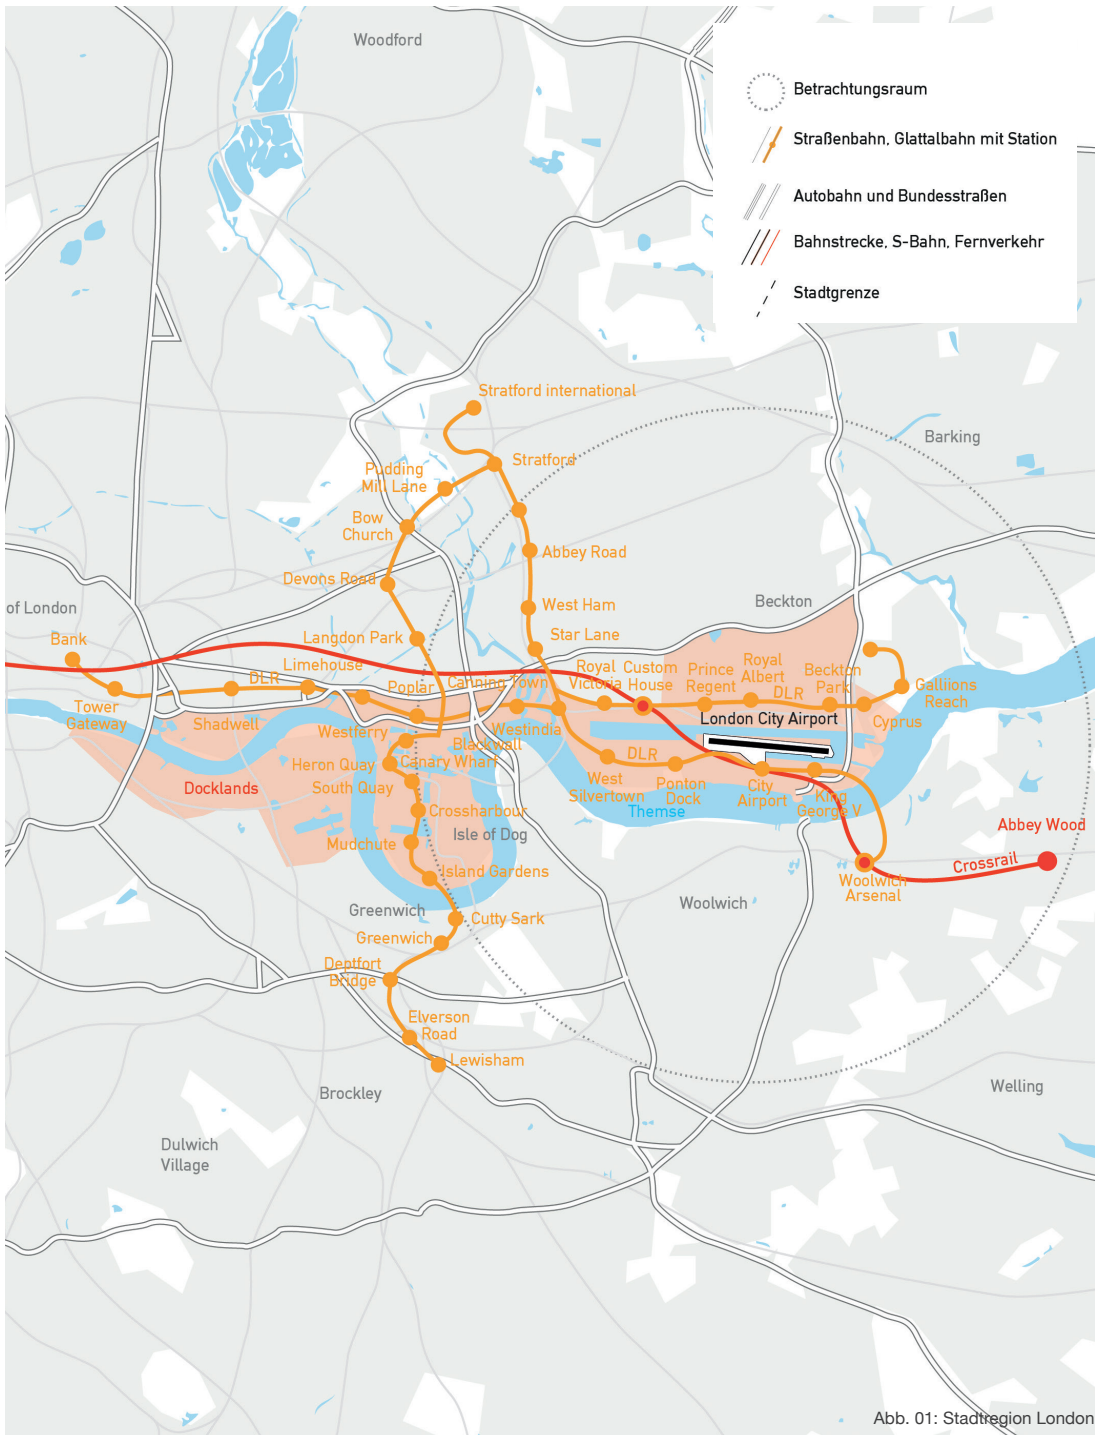 Woodford
Betrachtungsraum
Straßenbahn, Glattalbahn mit Station
Autobahn und Bundesstraßen
Bahnstrecke, S-Bahn, Fernverkehr
Stadtgrenze
Stratford international
Barking
Stratford
Pudding
Mill Lane
Bow
Church
Abbey Road
Devons Road
of London
West Ham
Beckton
Bank
Langdon Park
Star Lane
Limehouse
DLR
Royal
Victoria
Custom
House
Prince
Regent
Royal
Albert
Beckton
Park
Poplar
Canning Town
DLR
Galliions
Reach
Tower
Gateway
Shadwell
Westferry
Westindia
London City Airport
Cyprus
Blackwall
Heron Quay
Canary Wharf
DLR
Docklands
South Quay
West
Silvertown
Ponton
Dock
City
Airport
King
George V
Crossharbour
Themse
Isle of Dog
Abbey Wood
Mudchute
Crossrail
Island Gardens
Woolwich
Arsenal
Greenwich
Woolwich
Cutty Sark
Greenwich
Deptfort
Bridge
Elverson
Road
Lewisham
Brockley
Welling
Dulwich
Village
Abb. 01: Stadtregion London